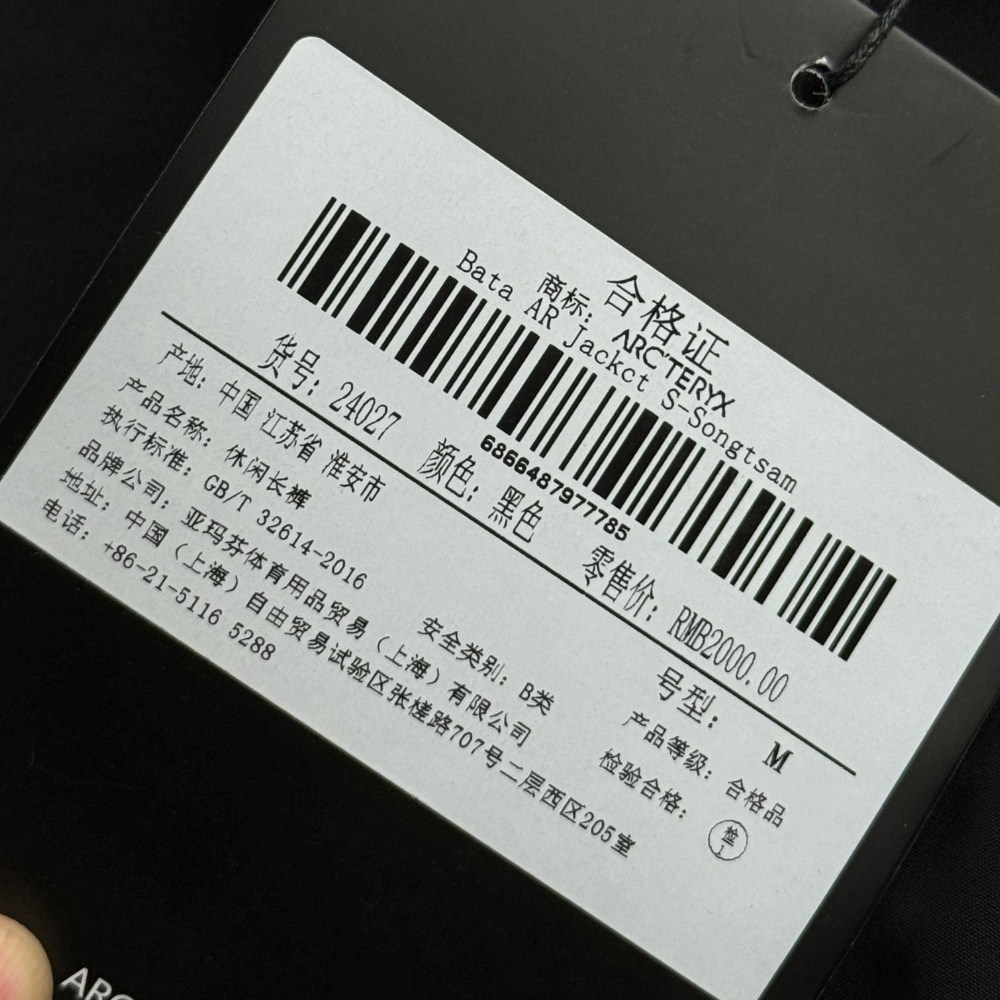 合格证
商标: ARC'TERYX
Bata AR Jackct S-Songtsam
6866487977785
货号: 24027 颜色: 黑色 零售价: RMB2000.00
产地: 中国 江苏省 淮安市 号型: M
产品名称: 休闲长裤 产品等级: 合格品
执行标准: GB/T 32614-2016 安全类别: B类 检验合格: 检1
品牌公司: 亚玛芬体育用品贸易(上海)有限公司
地址: 中国(上海)自由贸易试验区张槎路707号二层西区205室
电话: +86-21-5116 5288
ARC